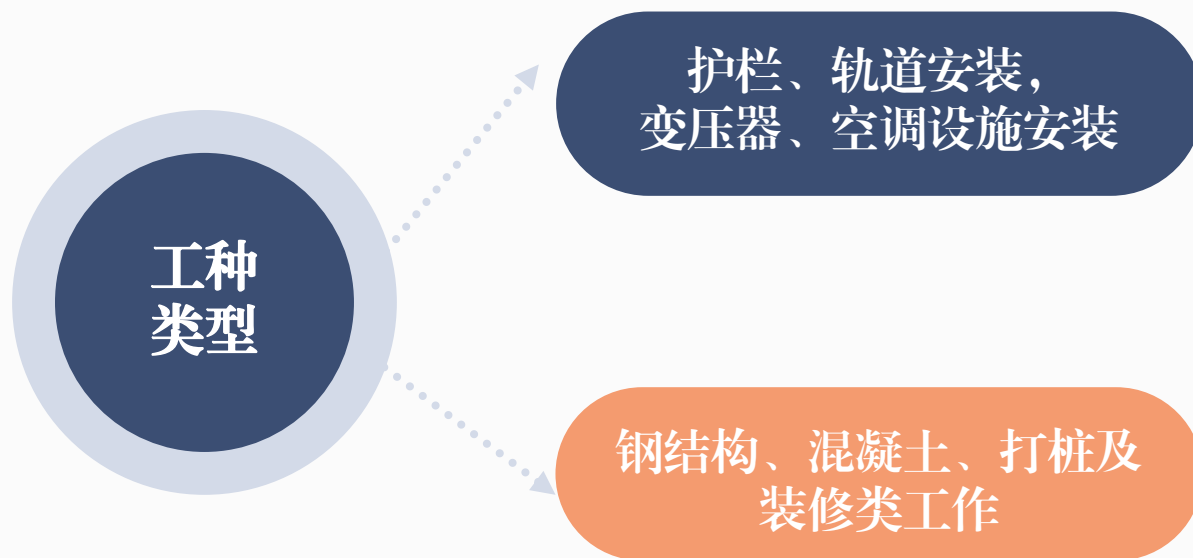 工种
类型
护栏、轨道安装，
变压器、空调设施安装
钢结构、混凝土、打桩及
装修类工作